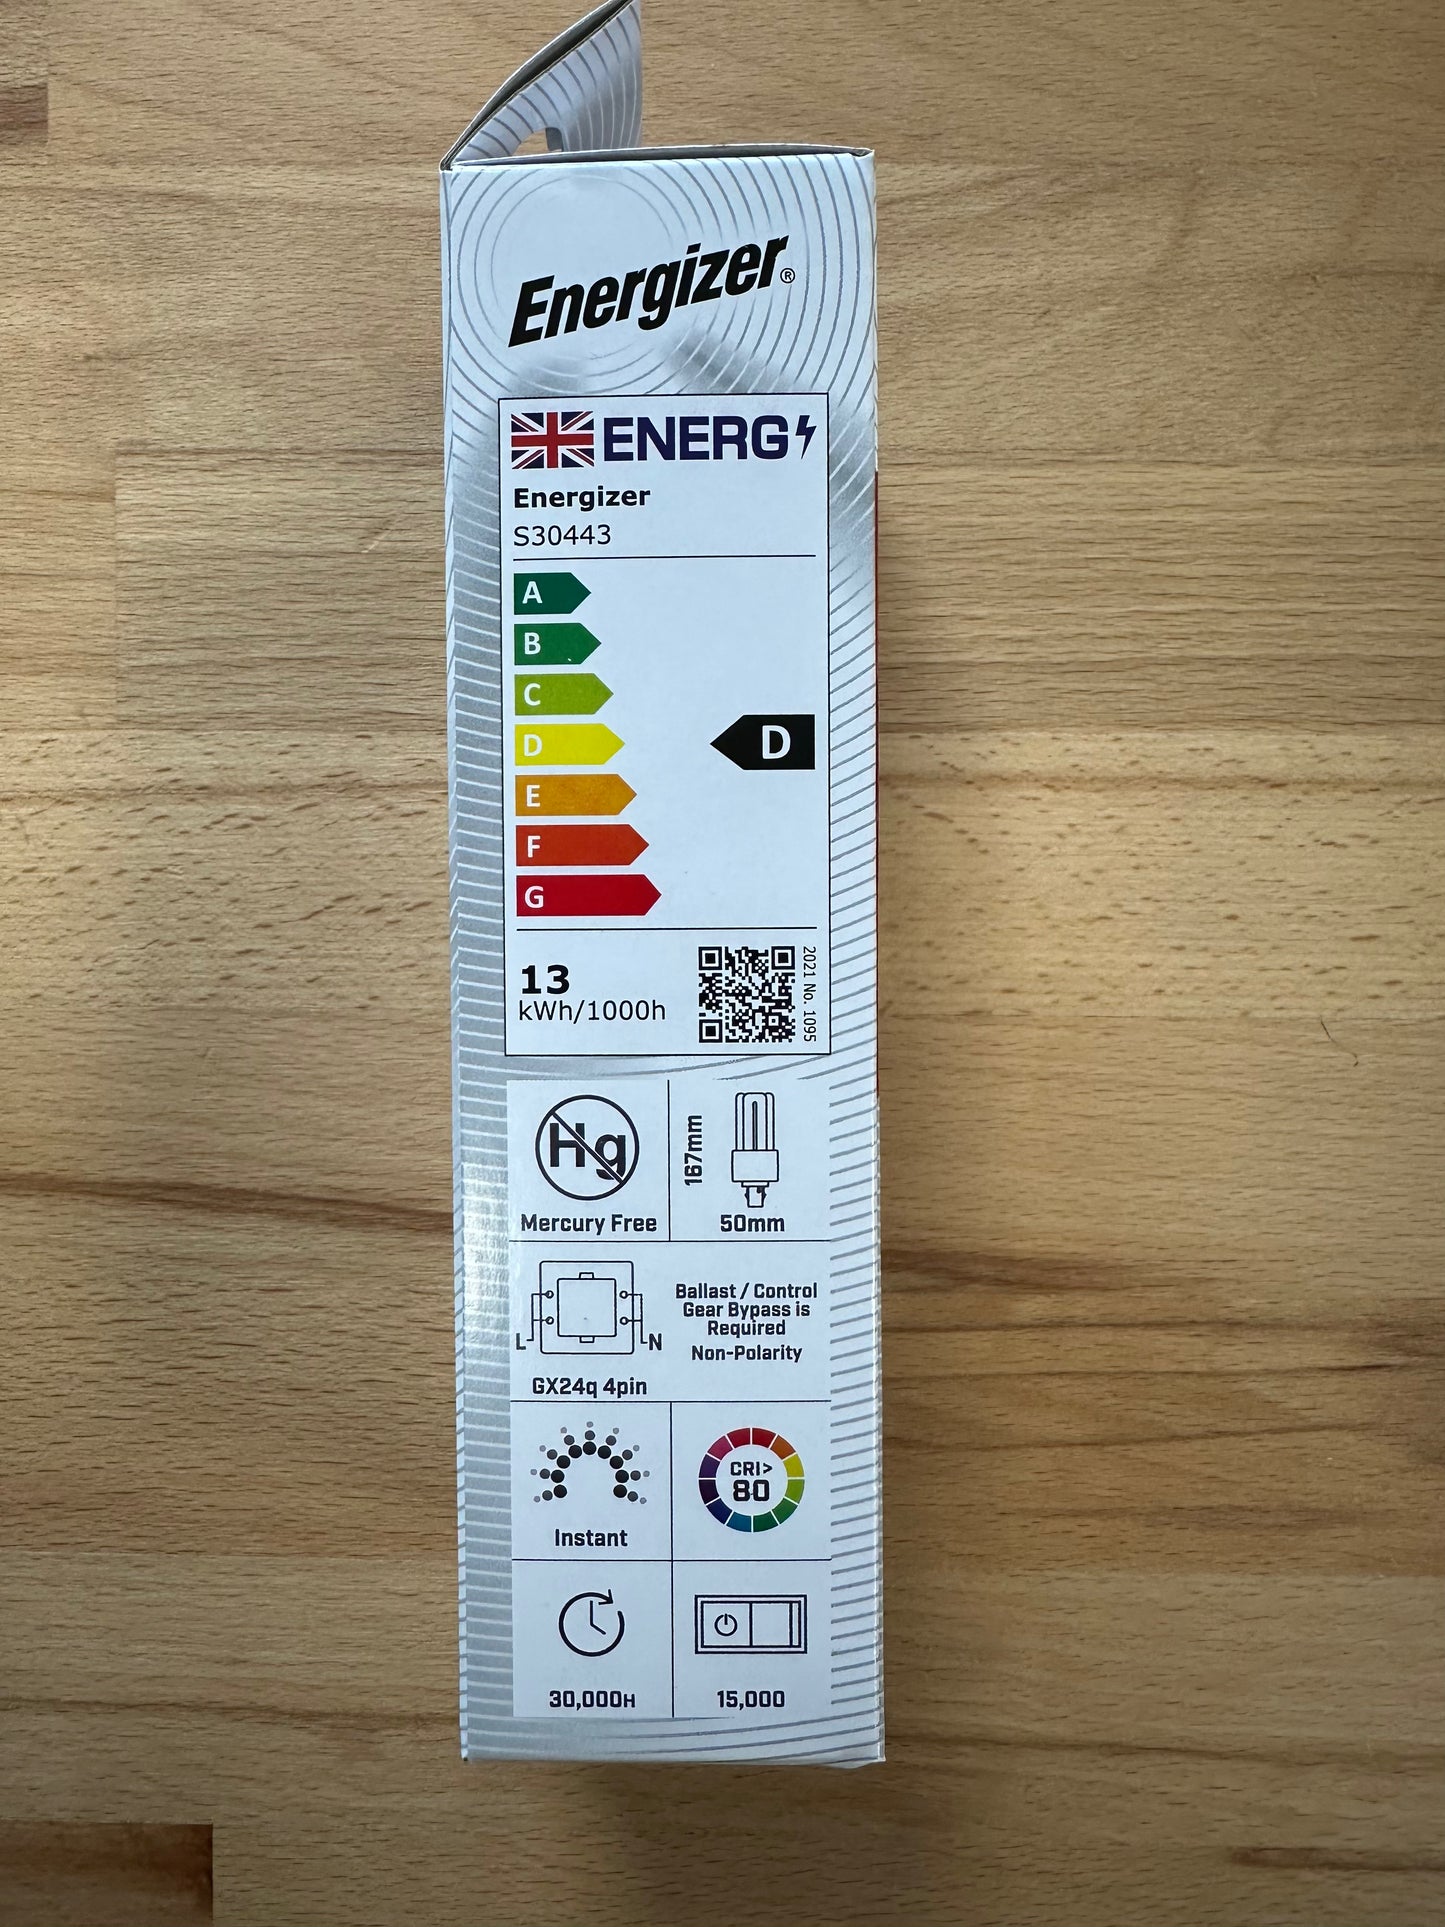 Energizer®
ENERG
Energizer
S30443
A
B
C
D
D
E
F
G
13
kWh/1000h
2021 No. 1095
Hg
Mercury Free
167mm
50mm
L
N
GX24q 4pin
Ballast / Control
Gear Bypass is
Required
Non-Polarity
Instant
CRI>
80
30,000H
15,000